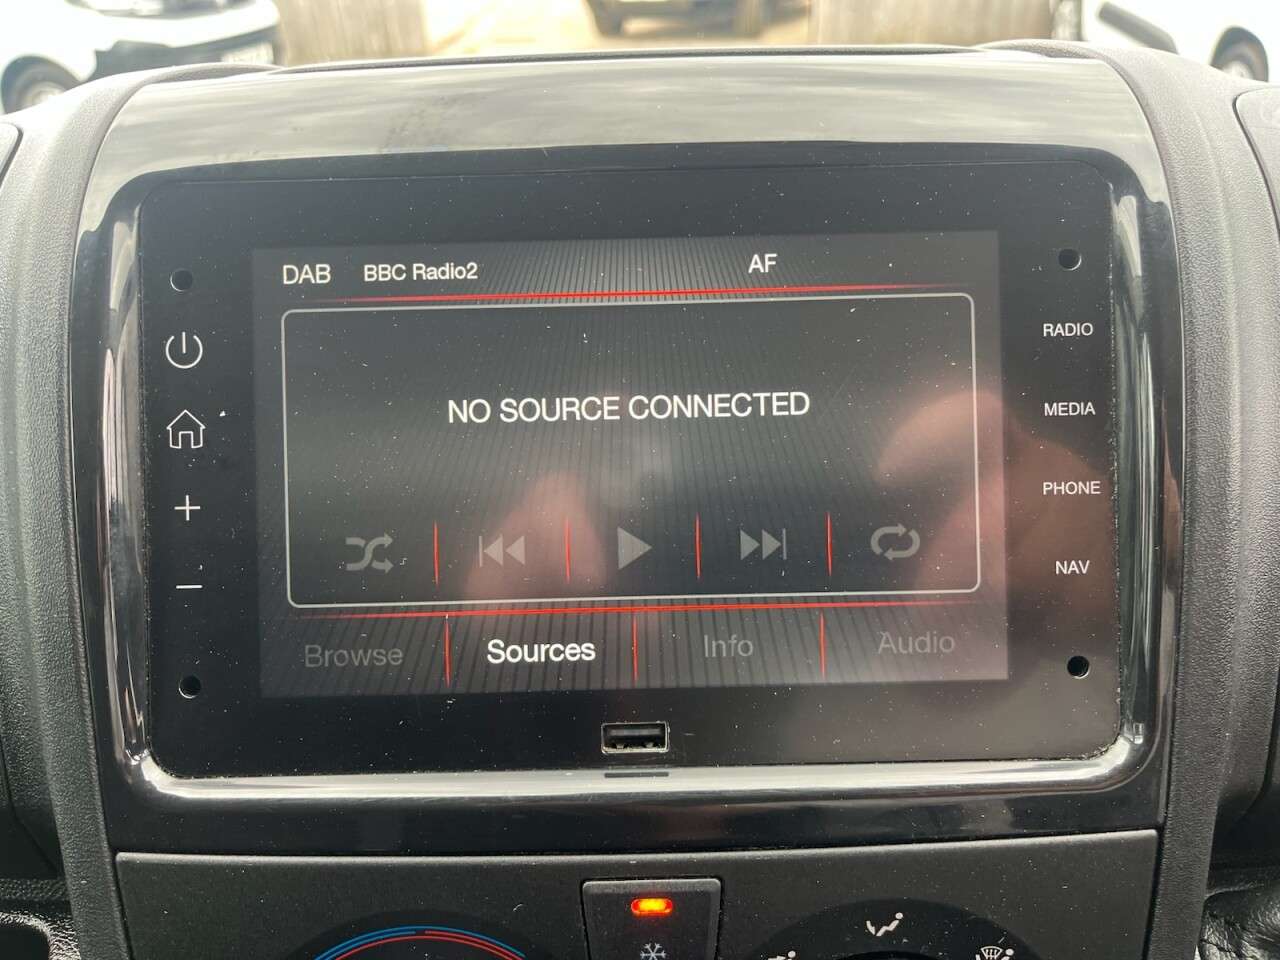 DAB BBC Radio2 AF
NO SOURCE CONNECTED
Browse Sources Info Audio
RADIO
MEDIA
PHONE
NAV